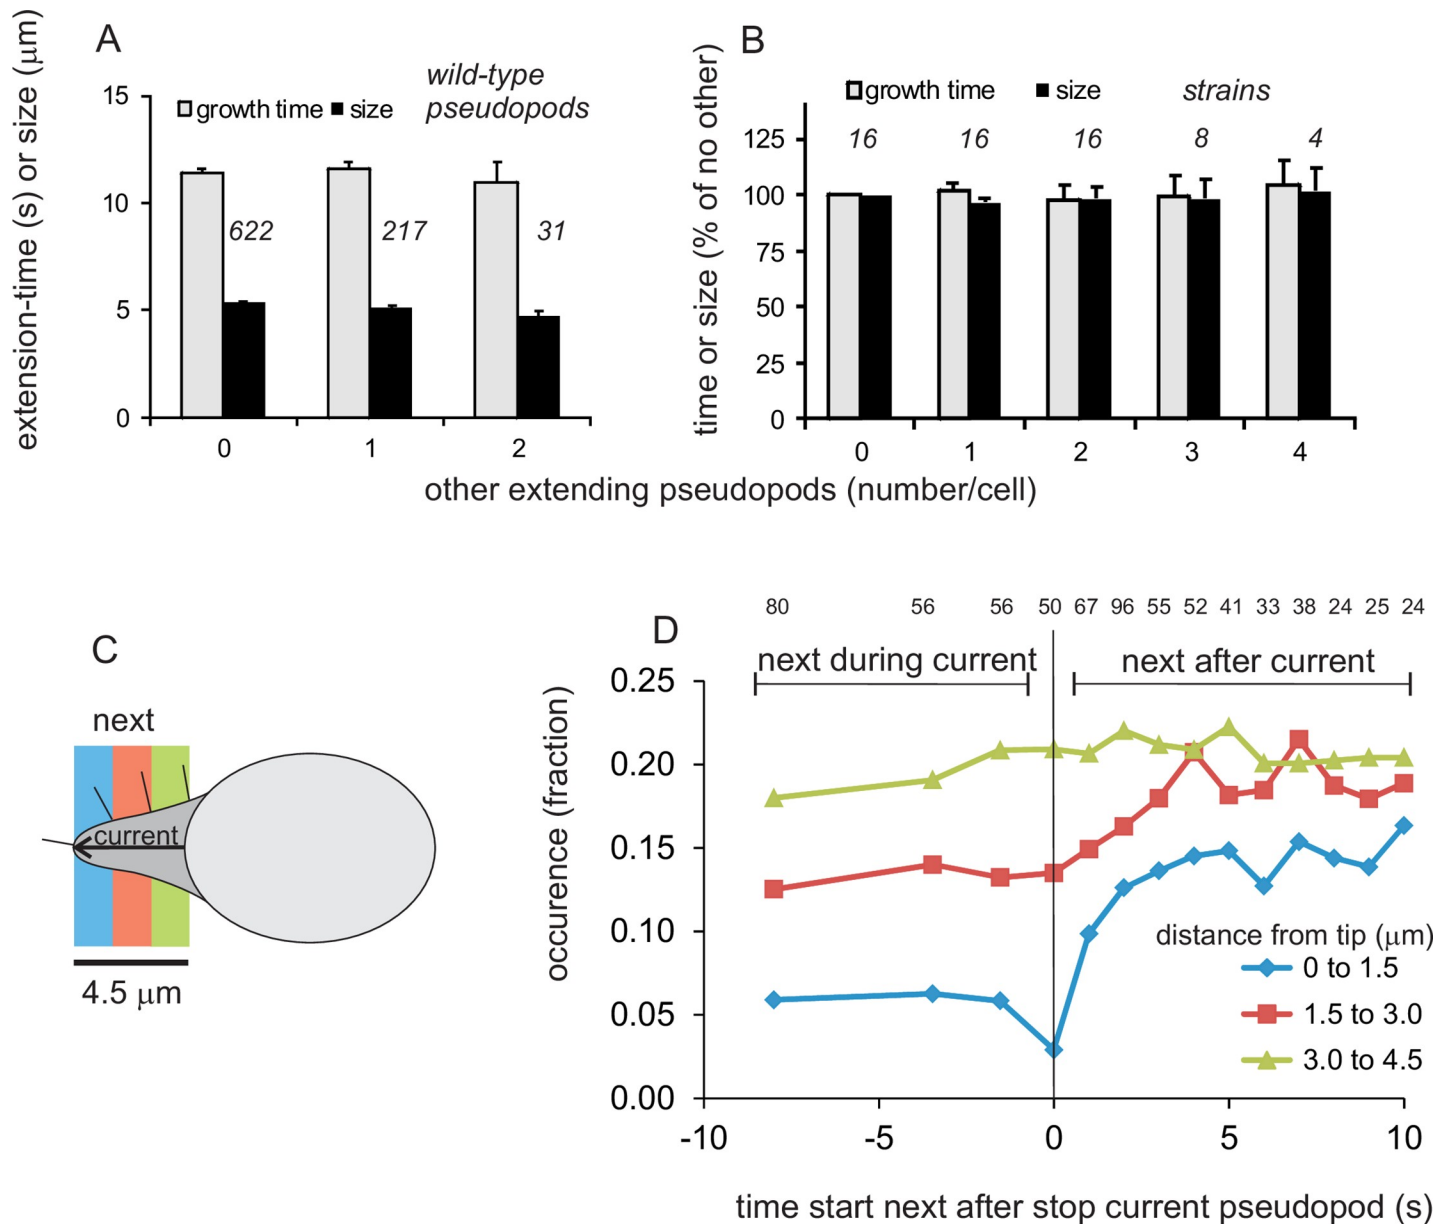 A
extension-time (s) or size (μm)
wild-type
pseudopods
growth time size
15
10
5
0
622
217
31
0 1 2
B
time or size (% of no other)
growth time size strains
16 16 16 8 4
125
100
75
50
25
0
0 1 2 3 4
other extending pseudopods (number/cell)
C
next
current
4.5 μm
D
80 56 56 50 67 96 55 52 41 33 38 24 25 24
next during current next after current
occurence (fraction)
0.25
0.20
0.15
0.10
0.05
0.00
distance from tip (μm)
0 to 1.5
1.5 to 3.0
3.0 to 4.5
-10 -5 0 5 10
time start next after stop current pseudopod (s)